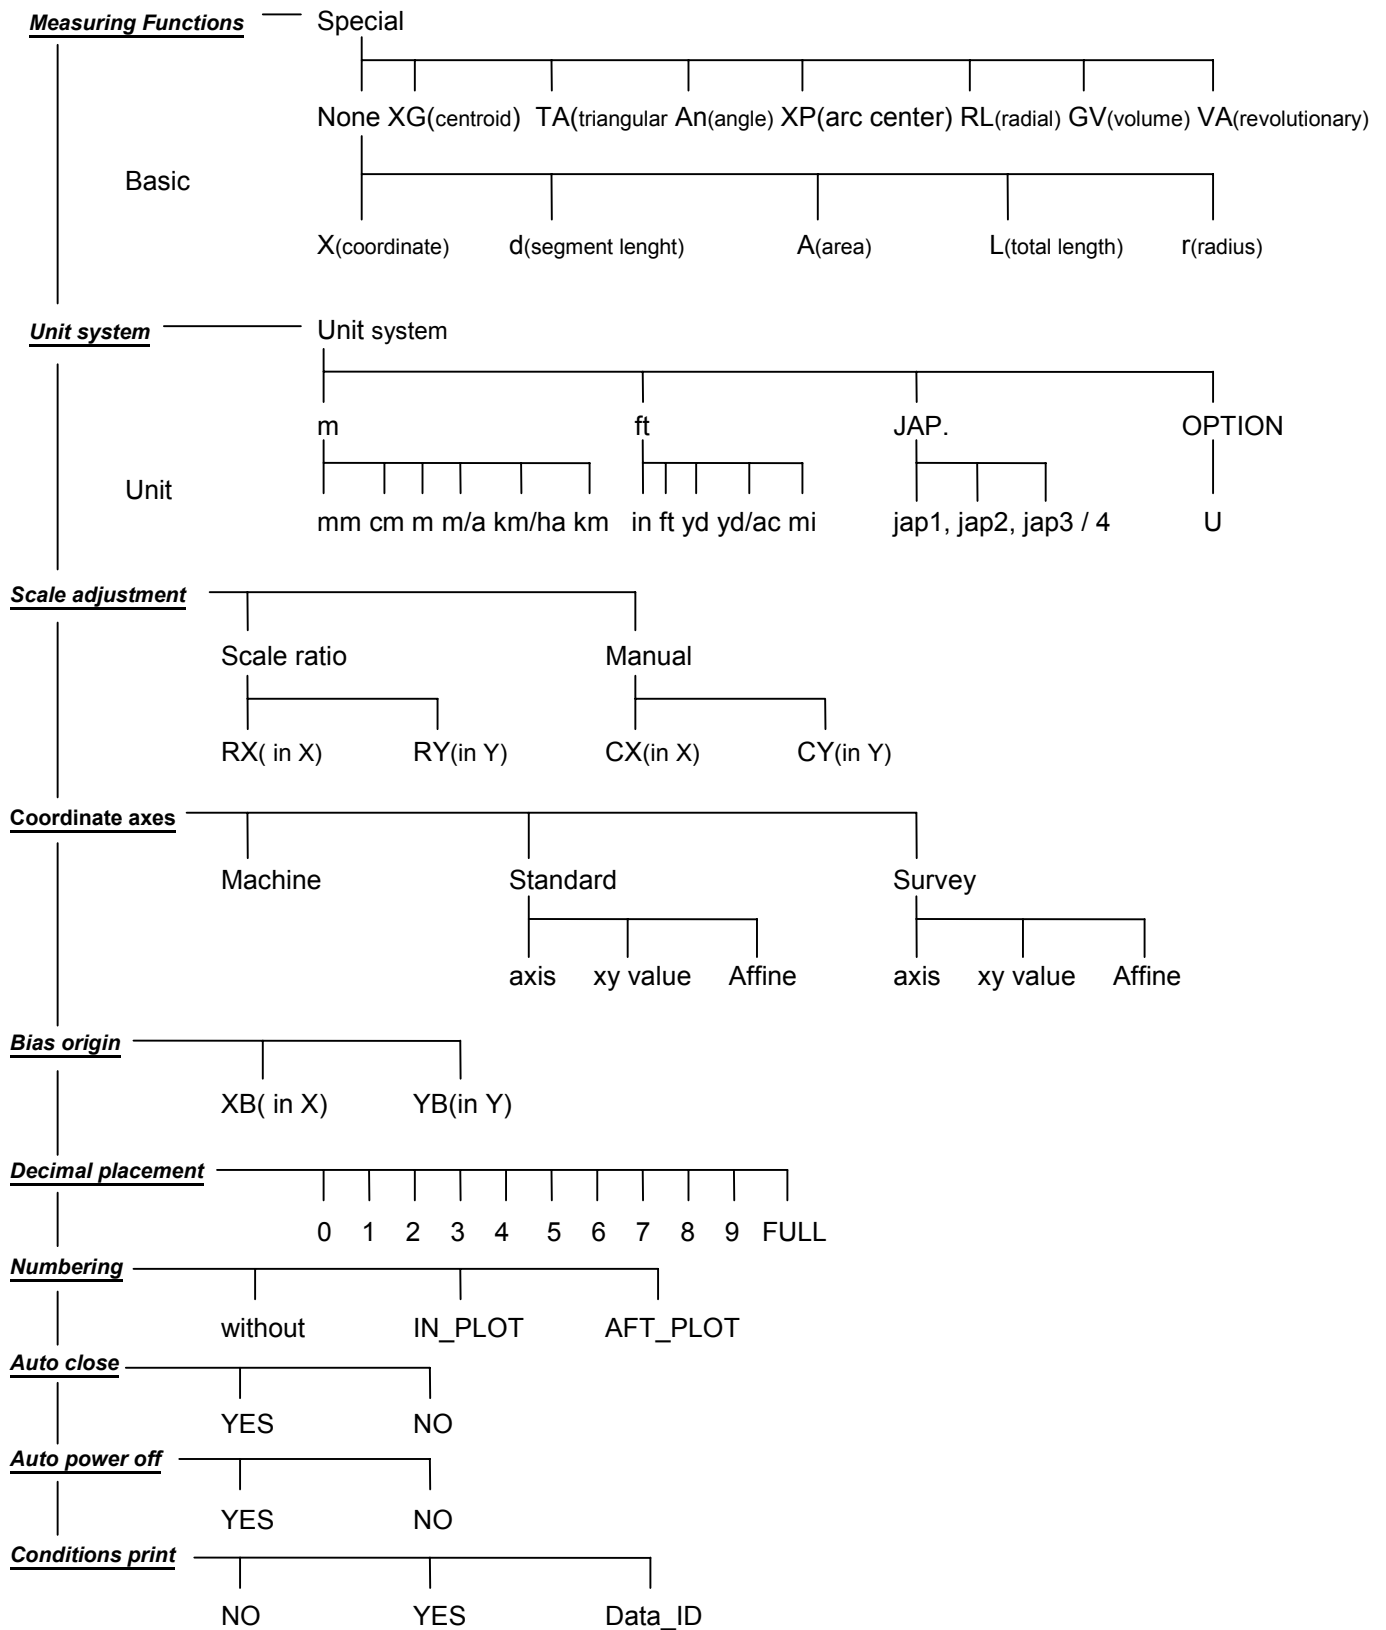 Measuring Functions Special
None XG(centroid) TA(triangular An(angle) XP(arc center) RL(radial) GV(volume) VA(revolutionary)
Basic
X(coordinate) d(segment lenght) A(area) L(total length) r(radius)
Unit system Unit system
m ft JAP. OPTION
Unit
mm cm m m/a km/ha km in ft yd yd/ac mi jap1, jap2, jap3 / 4 U
Scale adjustment
Scale ratio Manual
RX( in X) RY(in Y) CX(in X) CY(in Y)
Coordinate axes
Machine Standard Survey
axis xy value Affine axis xy value Affine
Bias origin
XB( in X) YB(in Y)
Decimal placement
0 1 2 3 4 5 6 7 8 9 FULL
Numbering
without IN_PLOT AFT_PLOT
Auto close
YES NO
Auto power off
YES NO
Conditions print
NO YES Data_ID